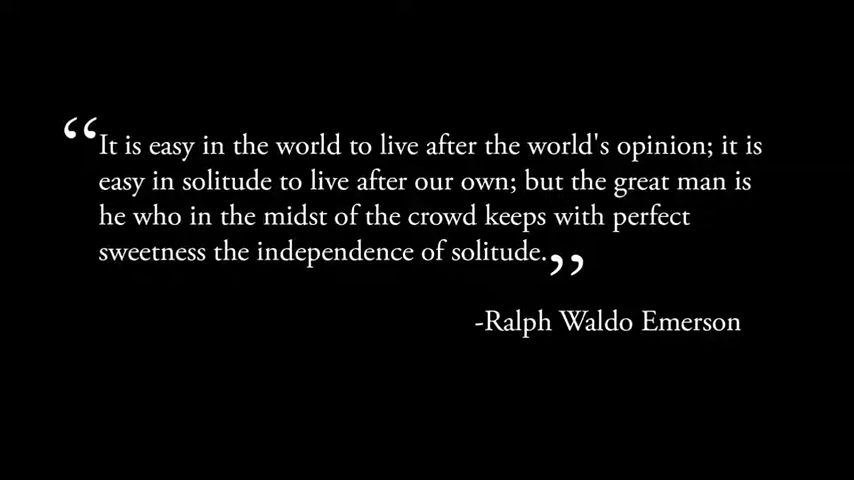 “It is easy in the world to live after the world's opinion; it is
easy in solitude to live after our own; but the great man is
he who in the midst of the crowd keeps with perfect
sweetness the independence of solitude.”
-Ralph Waldo Emerson